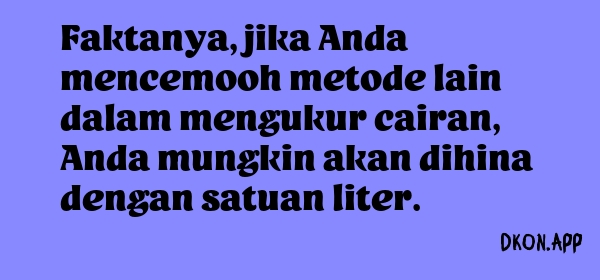 Faktanya, jika Anda
mencemooh metode lain
dalam mengukur cairan,
Anda mungkin akan dihina
dengan satuan liter.
DKON.APP